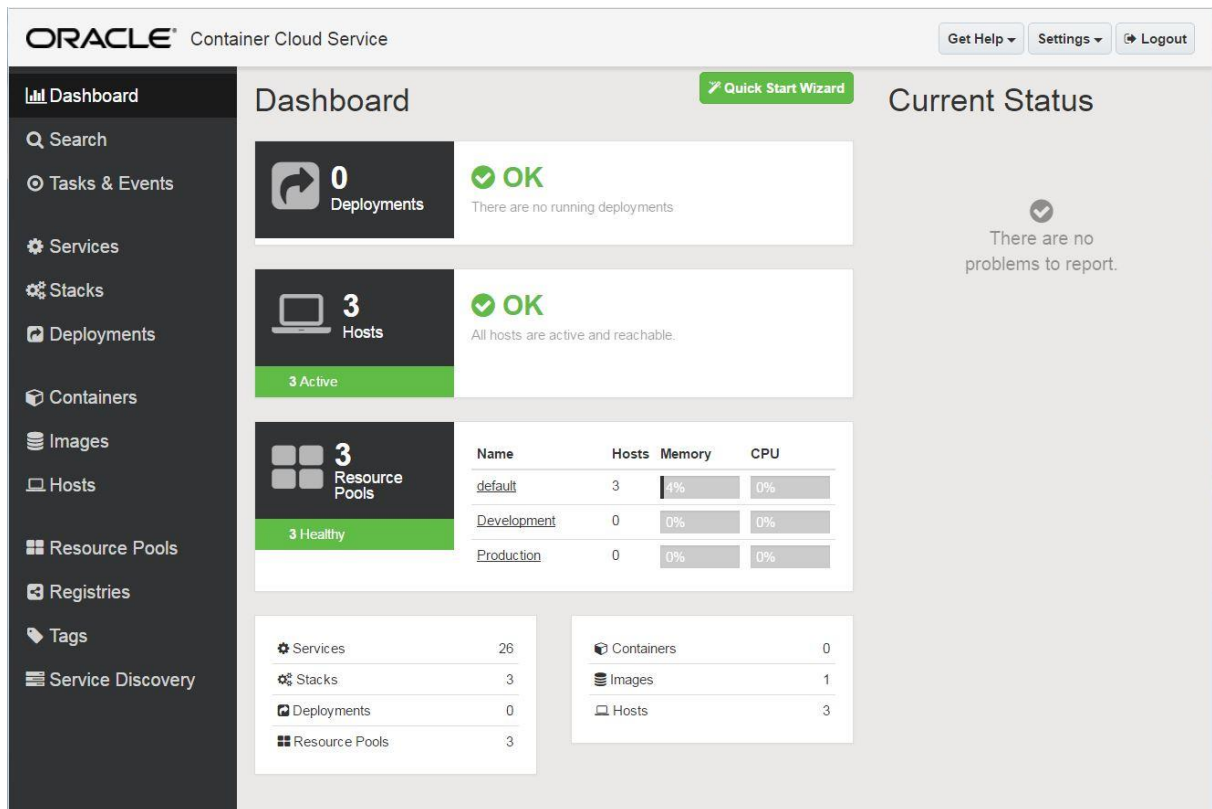 ORACLE® Container Cloud Service
Get Help
Settings
Logout
Dashboard
Search
Tasks & Events
Services
Stacks
Deployments
Containers
Images
Hosts
Resource Pools
Registries
Tags
Service Discovery
Dashboard
Quick Start Wizard
0
Deployments
OK
There are no running deployments
3
Hosts
3 Active
OK
All hosts are active and reachable.
3
Resource
Pools
3 Healthy
Name Hosts Memory CPU
default 3 4% 0%
Development 0 0% 0%
Production 0 0% 0%
Services 26
Stacks 3
Deployments 0
Resource Pools 3
Containers 0
Images 1
Hosts 3
Current Status
There are no
problems to report.